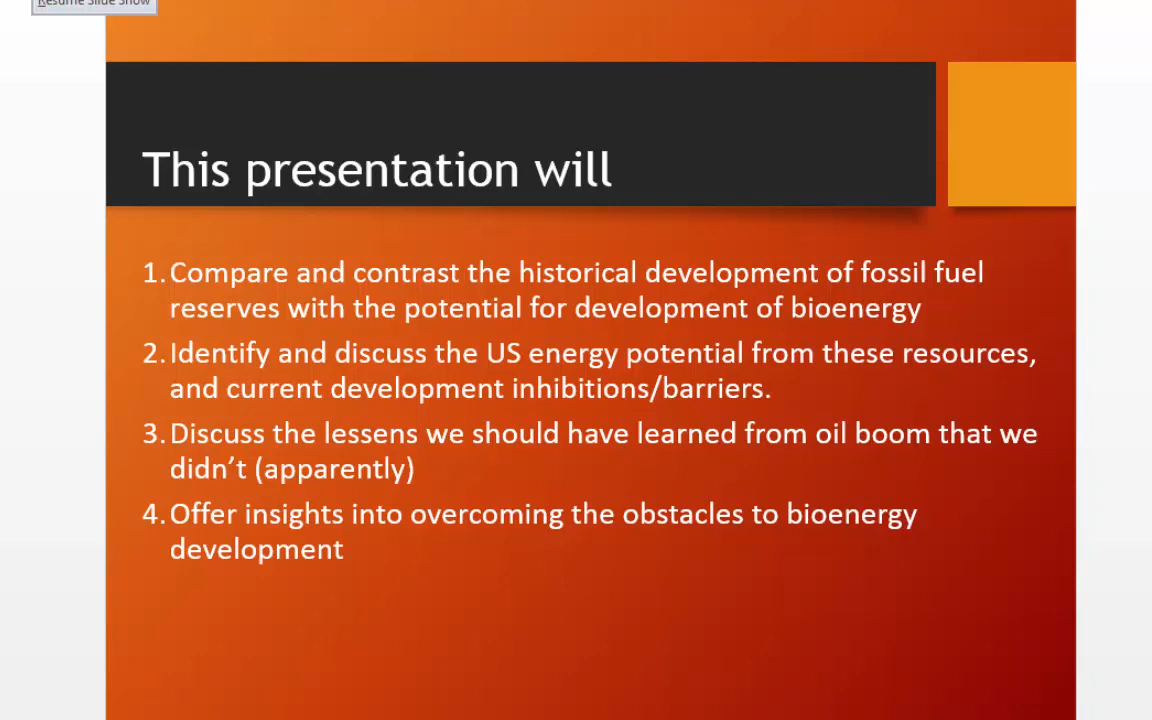 Resume Slide Show
This presentation will
1. Compare and contrast the historical development of fossil fuel
reserves with the potential for development of bioenergy
2. Identify and discuss the US energy potential from these resources,
and current development inhibitions/barriers.
3. Discuss the lessens we should have learned from oil boom that we
didn’t (apparently)
4. Offer insights into overcoming the obstacles to bioenergy
development